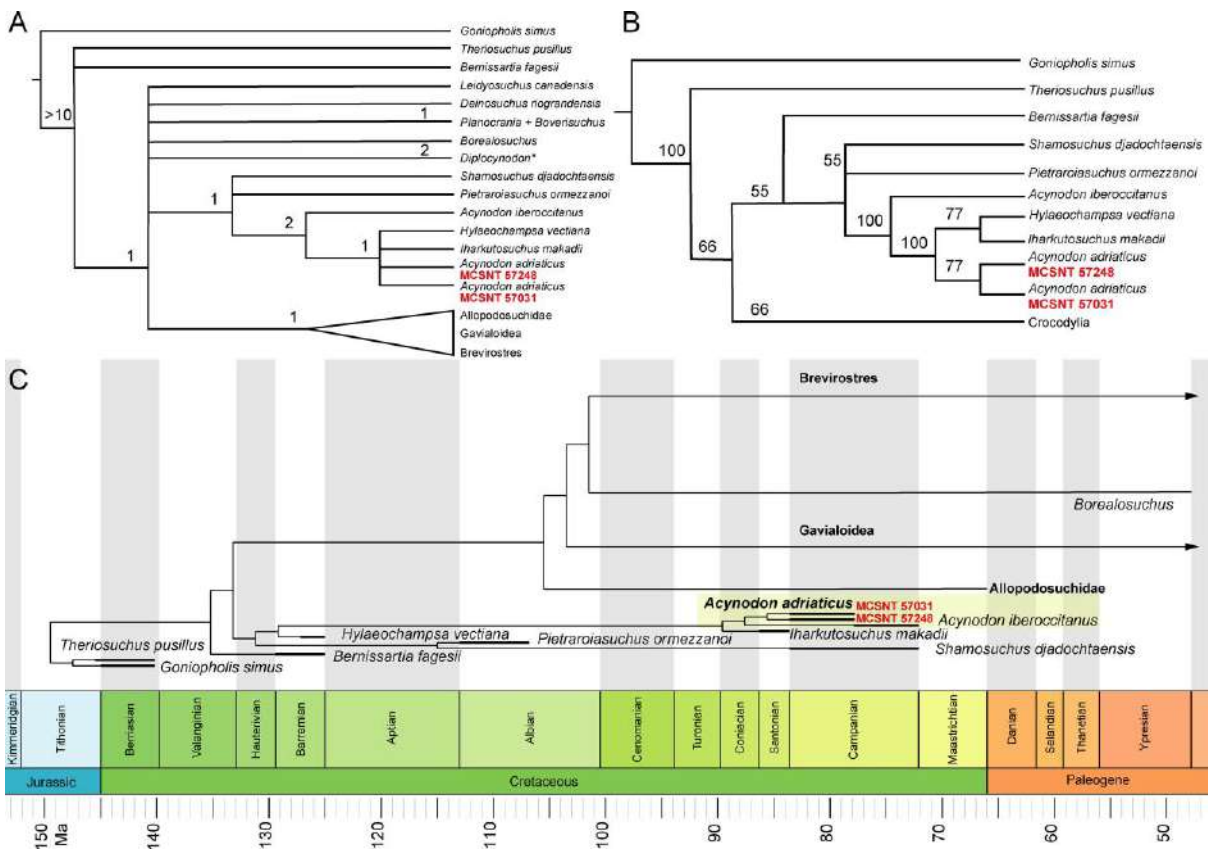 A
Goniopholis simus
Theriosuchus pusillus
Bernissartia fagesii
>10
Leidyosuchus canadensis
Deinosuchus riograndensis
1
Planocrania + Boverisuchus
Borealosuchus
2
Diplocynodon*
Shamosuchus djadochtaensis
1
Pietraroiasuchus ormezzanoi
Acynodon iberoccitanus
2
Hylaeochampsa vectiana
1
Iharkutosuchus makadii
Acynodon adriaticus
MCSNT 57248
1
Acynodon adriaticus
MCSNT 57031
1
Allopodosuchidae
Gavialoidea
Brevirostres
B
Goniopholis simus
Theriosuchus pusillus
Bernissartia fagesii
100
Shamosuchus djadochtaensis
55
Pietraroiasuchus ormezzanoi
55
Acynodon iberoccitanus
100
77
Hylaeochampsa vectiana
100
Iharkutosuchus makadii
66
Acynodon adriaticus
MCSNT 57248
77
Acynodon adriaticus
MCSNT 57031
66
Crocodylia
C
Brevirostres
Borealosuchus
Gavialoidea
Allopodosuchidae
Acynodon adriaticus
MCSNT 57031
MCSNT 57248
Acynodon iberoccitanus
Hylaeochampsa vectiana
Iharkutosuchus makadii
Theriosuchus pusillus
Pietraroiasuchus ormezzanoi
Shamosuchus djadochtaensis
Bernissartia fagesii
Goniopholis simus
Kimmeridgian
Tithonian
Berriasian
Valanginian
Hauterivian
Barremian
Aptian
Albian
Cenomanian
Turonian
Coniacian
Santonian
Campanian
Maastrichtian
Danian
Selandian
Thanetian
Ypresian
Jurassic
Cretaceous
Paleogene
150
Ma
140
130
120
110
100
90
80
70
60
50